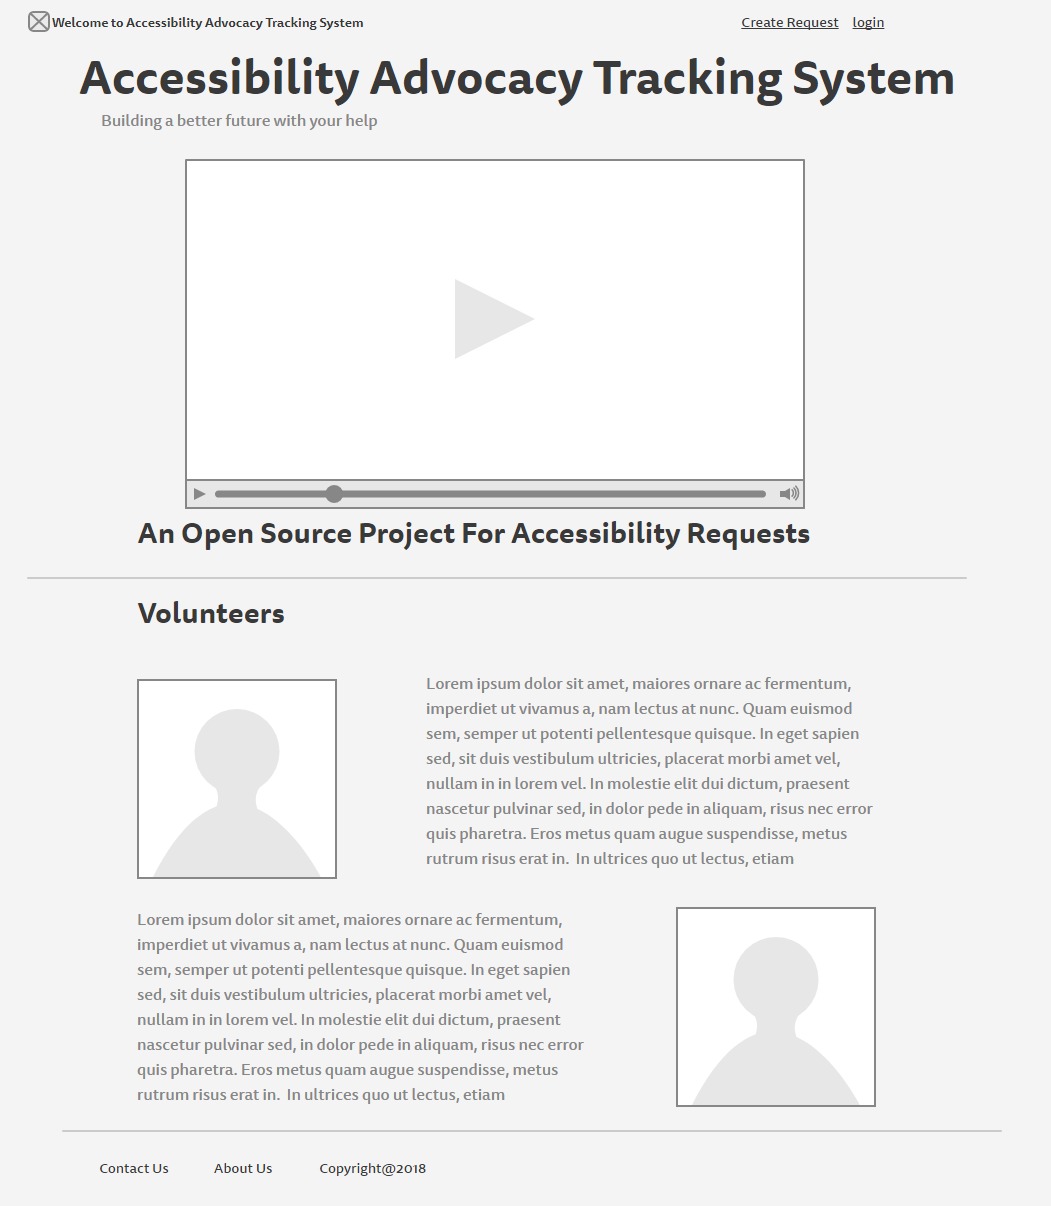 Welcome to Accessibility Advocacy Tracking System
Create Request
login
Accessibility Advocacy Tracking System
Building a better future with your help
An Open Source Project For Accessibility Requests
Volunteers
Lorem ipsum dolor sit amet, maiores ornare ac fermentum,
imperdiet ut vivamus a, nam lectus at nunc. Quam euismod
sem, semper ut potenti pellentesque quisque. In eget sapien
sed, sit duis vestibulum ultricies, placerat morbi amet vel,
nullam in in lorem vel. In molestie elit dui dictum, praesent
nascetur pulvinar sed, in dolor pede in aliquam, risus nec error
quis pharetra. Eros metus quam augue suspendisse, metus
rutrum risus erat in.  In ultrices quo ut lectus, etiam
Lorem ipsum dolor sit amet, maiores ornare ac fermentum,
imperdiet ut vivamus a, nam lectus at nunc. Quam euismod
sem, semper ut potenti pellentesque quisque. In eget sapien
sed, sit duis vestibulum ultricies, placerat morbi amet vel,
nullam in in lorem vel. In molestie elit dui dictum, praesent
nascetur pulvinar sed, in dolor pede in aliquam, risus nec error
quis pharetra. Eros metus quam augue suspendisse, metus
rutrum risus erat in.  In ultrices quo ut lectus, etiam
Contact Us
About Us
Copyright@2018